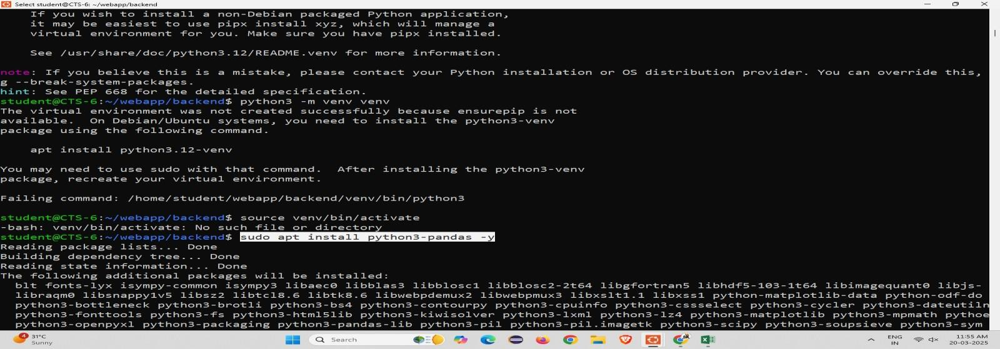 Select student@CTS-6: ~/webapp/backend
If you wish to install a non-Debian packaged Python application,
it may be easiest to use pipx install xyz, which will manage a
virtual environment for you. Make sure you have pipx installed.
See /usr/share/doc/python3.12/README.venv for more information.
note: If you believe this is a mistake, please contact your Python installation or OS distribution provider. You can override this,
g --break-system-packages.
hint: See PEP 668 for the detailed specification.
student@CTS-6:~/webapp/backend$ python3 -m venv venv
The virtual environment was not created successfully because ensurepip is not
available.  On Debian/Ubuntu systems, you need to install the python3-venv
package using the following command.
apt install python3.12-venv
You may need to use sudo with that command.  After installing the python3-venv
package, recreate your virtual environment.
Failing command: /home/student/webapp/backend/venv/bin/python3
student@CTS-6:~/webapp/backend$ source venv/bin/activate
-bash: venv/bin/activate: No such file or directory
student@CTS-6:~/webapp/backend$ sudo apt install python3-pandas -y
Reading package lists... Done
Building dependency tree... Done
Reading state information... Done
The following additional packages will be installed:
blt fonts-lyx isympy-common isympy3 libaec0 libblas3 libblosc1 libblosc2-2t64 libgfortran5 libhdf5-103-1t64 libimagequant0 libjs-
libraqm0 libsnappy1v5 libsz2 libtcl8.6 libtk8.6 libwebpdemux2 libwebpmux3 libxslt1.1 libxss1 python-matplotlib-data python-odf-do
python3-bottleneck python3-brotli python3-bs4 python3-contourpy python3-cpuinfo python3-cssselect python3-cycler python3-dateutiln
python3-fonttools python3-fs python3-html5lib python3-kiwisolver python3-lxml python3-lz4 python3-matplotlib python3-mpmath pythoe
python3-openpyxl python3-packaging python3-pandas-lib python3-pil python3-pil.imagetk python3-scipy python3-soupsieve python3-sym
4
31°C
Sunny
Search
ENG
IN
11:55 AM
20-03-2025